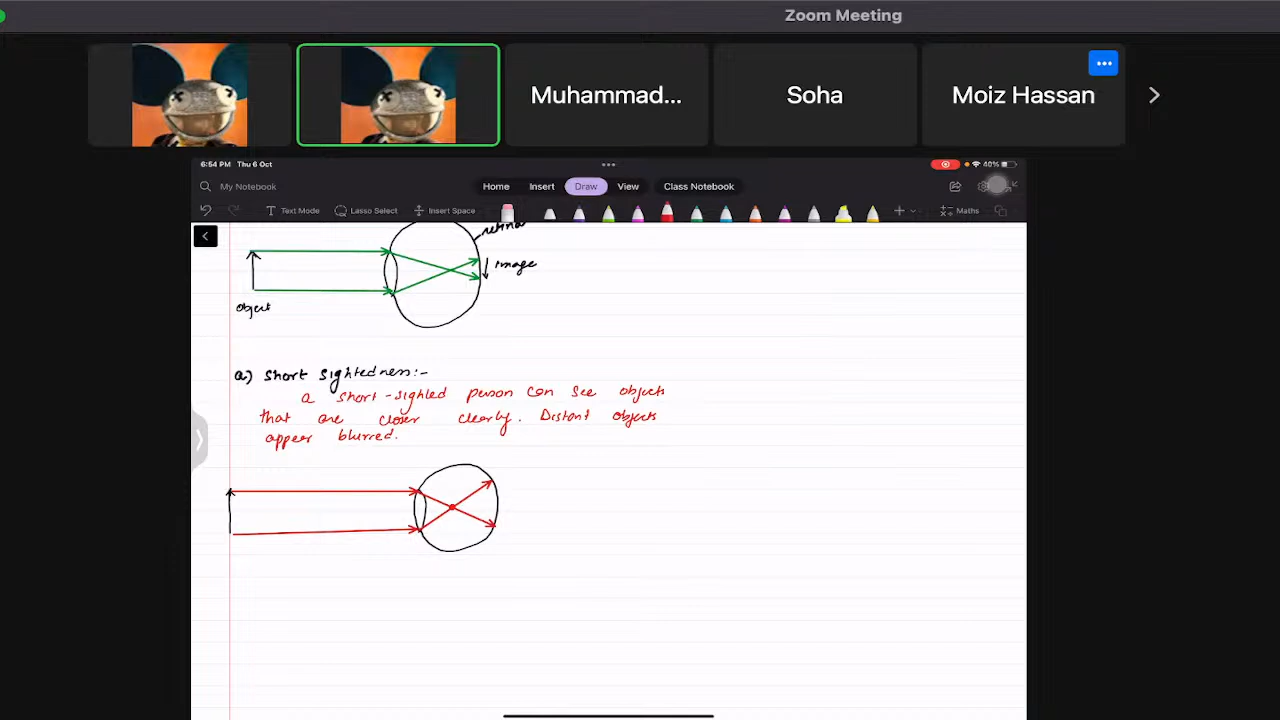 Zoom Meeting
Muhammad...
Soha
Moiz Hassan
6:54 PM Thu 6 Oct
40%
My Notebook
Home Insert Draw View Class Notebook
Text Mode Lasso Select Insert Space Maths
retina
image
object
a) Short Sightedness:-
a short-sighted person can see objects
that are closer clearly. Distant objects
appear blurred.